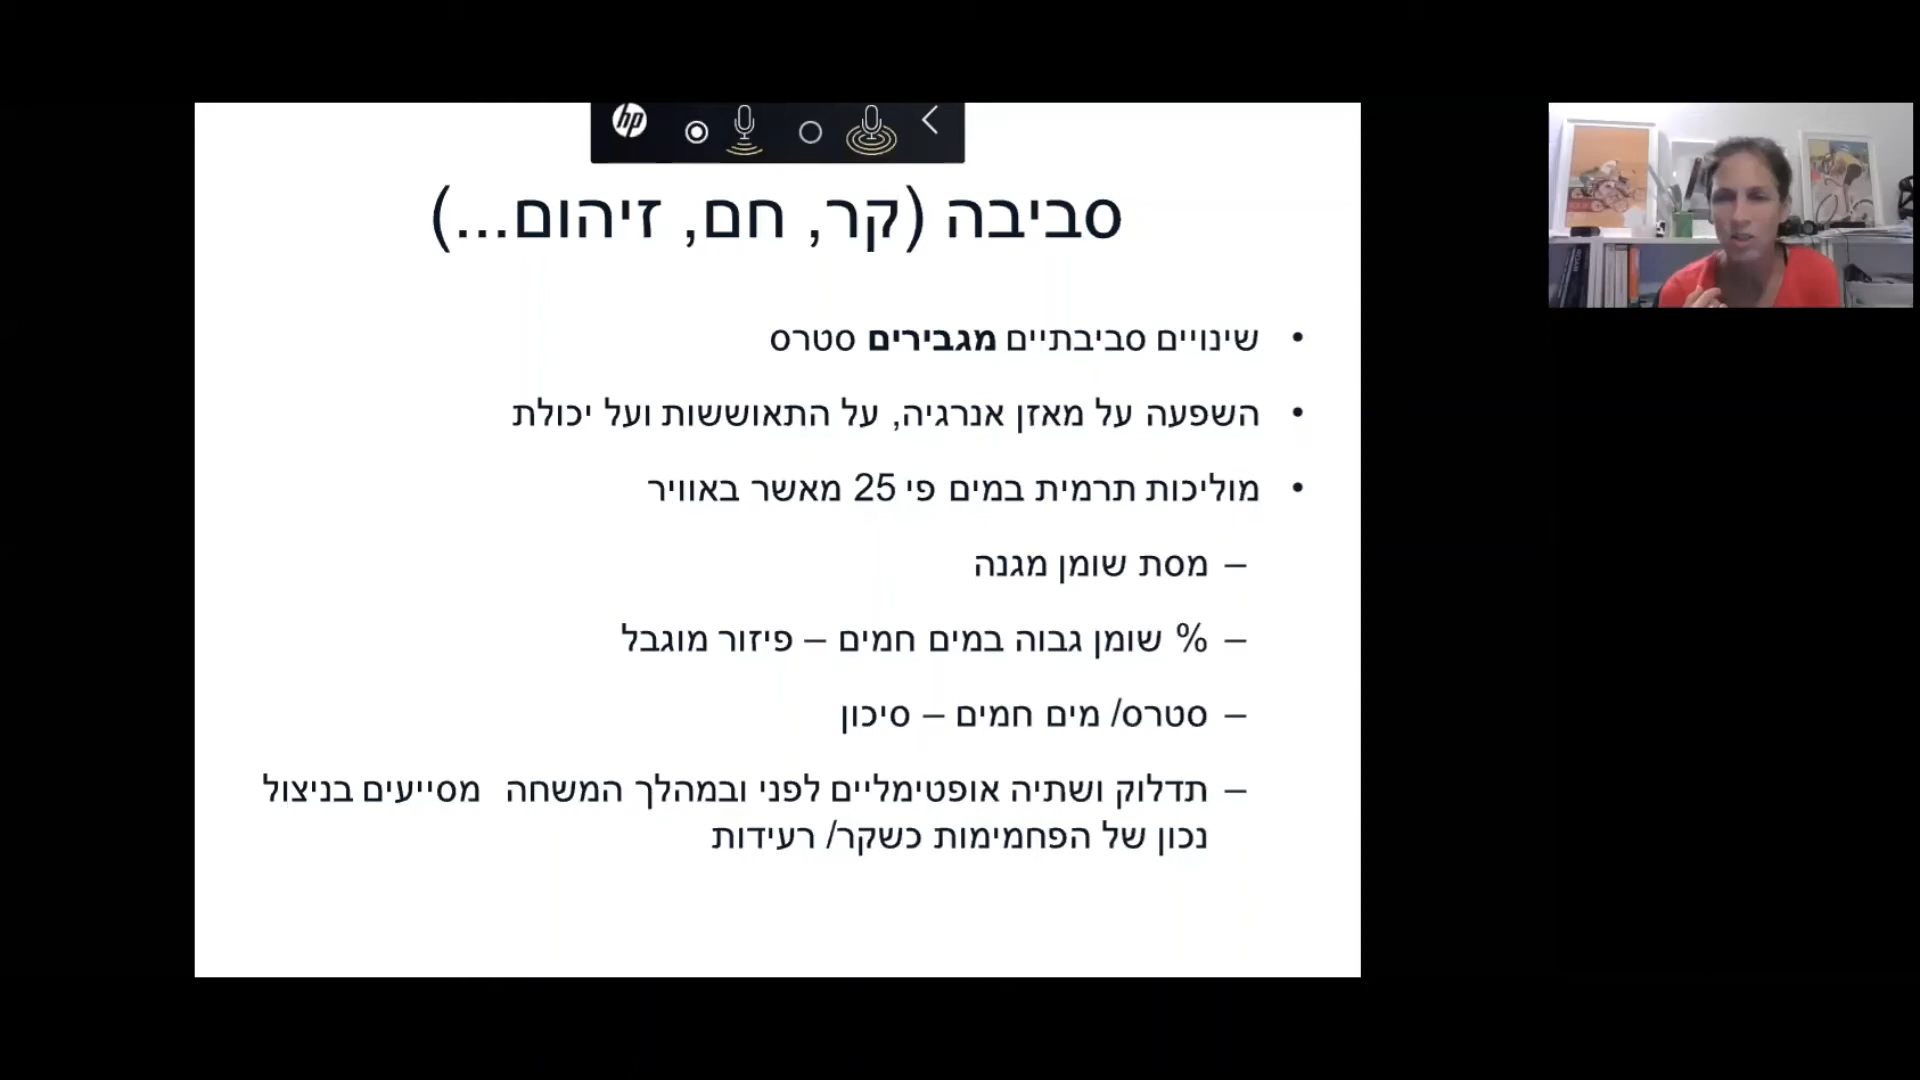 hp
סביבה (קר, חם, זיהום...)
• שינויים סביבתיים מגבירים סטרס
• השפעה על מאזן אנרגיה, על התאוששות ועל יכולת
• מוליכות תרמית במים פי 25 מאשר באוויר
– מסת שומן מגנה
– % שומן גבוה במים חמים – פיזור מוגבל
– סטרס/ מים חמים – סיכון
– תדלוק ושתיה אופטימליים לפני ובמהלך המשחה מסייעים בניצול
נכון של הפחמימות כשקר/ רעידות